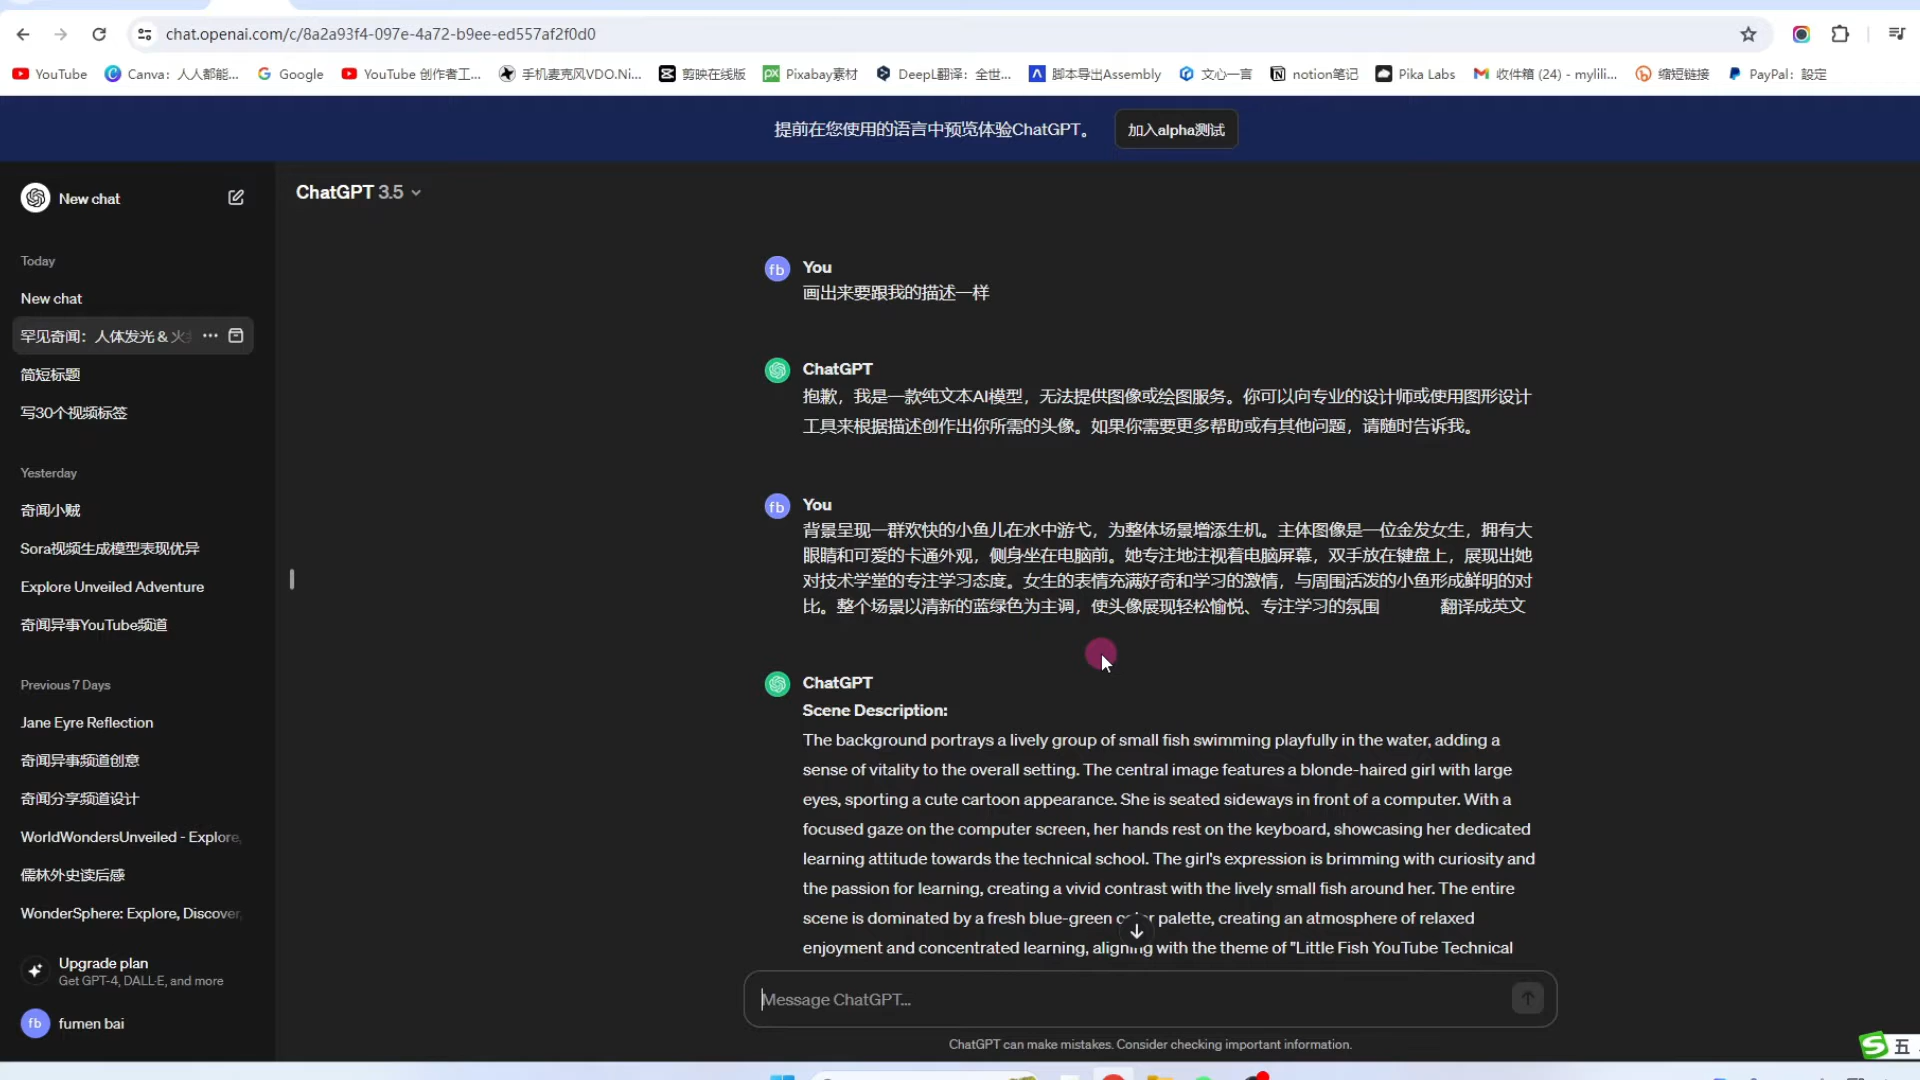 chat.openai.com/c/8a2a93f4-097e-4a72-b9ee-ed557af2f0d0
YouTube
Canva：人人都能...
Google
YouTube 创作者工...
手机麦克风VDO.Ni...
剪映在线版
Pixabay素材
DeepL翻译：全世...
脚本导出Assembly
文心一言
notion笔记
Pika Labs
收件箱 (24) - mylili...
缩短链接
PayPal：設定
提前在您使用的语言中预览体验ChatGPT。
加入alpha测试
New chat
Today
New chat
罕见奇闻：人体发光 &
简短标题
写30个视频标签
Yesterday
奇闻小贼
Sora视频生成模型表现优异
Explore Unveiled Adventure
奇闻异事YouTube频道
Previous 7 Days
Jane Eyre Reflection
奇闻异事频道创意
奇闻分享频道设计
WorldWondersUnveiled - Explore,
儒林外史读后感
WonderSphere: Explore, Discover,
Upgrade plan
Get GPT-4, DALL·E, and more
fb
fumen bai
ChatGPT 3.5
fb
You
画出来要跟我的描述一样
ChatGPT
抱歉，我是一款纯文本AI模型，无法提供图像或绘图服务。你可以向专业的设计师或使用图形设计
工具来根据描述创作出你所需的头像。如果你需要更多帮助或有其他问题，请随时告诉我。
fb
You
背景呈现一群欢快的小鱼儿在水中游弋，为整体场景增添生机。主体图像是一位金发女生，拥有大
眼睛和可爱的卡通外观，侧身坐在电脑前。她专注地注视着电脑屏幕，双手放在键盘上，展现出她
对技术学堂的专注学习态度。女生的表情充满好奇和学习的激情，与周围活泼的小鱼形成鲜明的对
比。整个场景以清新的蓝绿色为主调，使头像展现轻松愉悦、专注学习的氛围 翻译成英文
ChatGPT
Scene Description:
The background portrays a lively group of small fish swimming playfully in the water, adding a
sense of vitality to the overall setting. The central image features a blonde-haired girl with large
eyes, sporting a cute cartoon appearance. She is seated sideways in front of a computer. With a
focused gaze on the computer screen, her hands rest on the keyboard, showcasing her dedicated
learning attitude towards the technical school. The girl's expression is brimming with curiosity and
the passion for learning, creating a vivid contrast with the lively small fish around her. The entire
scene is dominated by a fresh blue-green color palette, creating an atmosphere of relaxed
enjoyment and concentrated learning, aligning with the theme of "Little Fish YouTube Technical
Message ChatGPT...
ChatGPT can make mistakes. Consider checking important information.
五